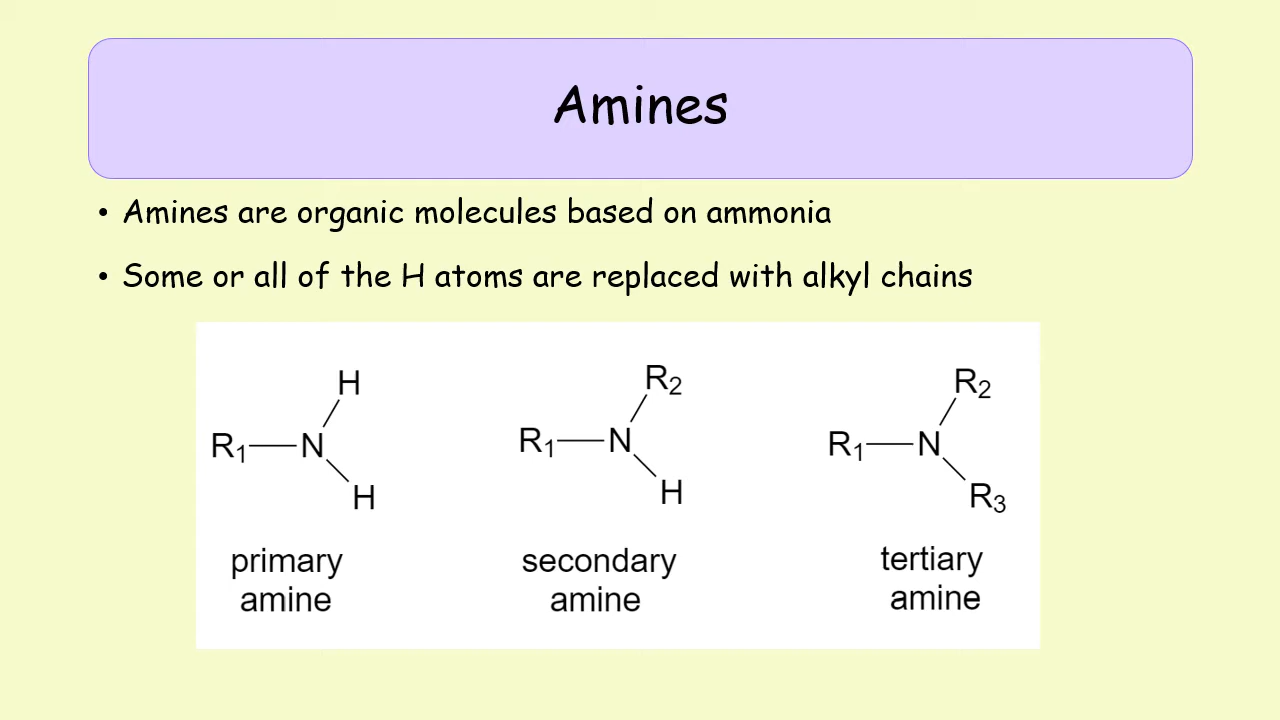 Amines
• Amines are organic molecules based on ammonia
• Some or all of the H atoms are replaced with alkyl chains
H
R₁—N
H
primary
amine
R₂
R₁—N
H
secondary
amine
R₂
R₁—N
R₃
tertiary
amine